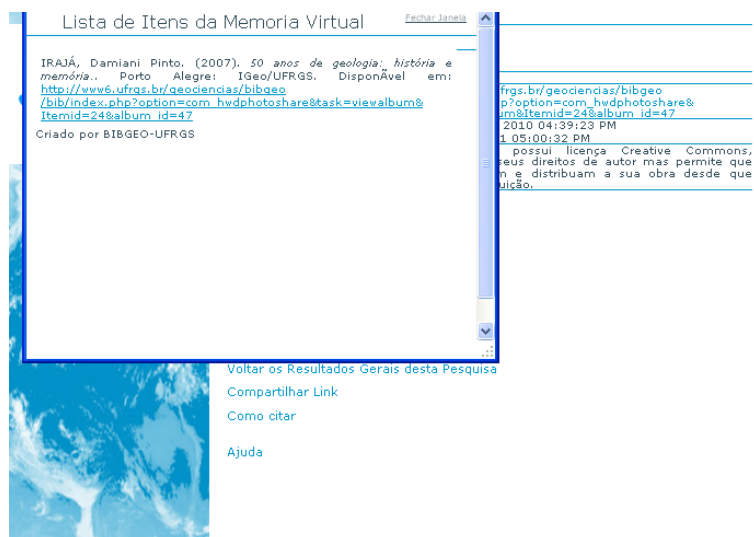 Lista de Itens da Memoria Virtual
Fechar Janela
IRAJÁ, Damiani Pinto. (2007). 50 anos de geologia: história e
memória.. Porto Alegre: IGeo/UFRGS. DisponÃvel em:
http://www6.ufrgs.br/geociencias/bibgeo
/bib/index.php?option=com_hwdphotoshare&task=viewalbum&
Itemid=24&album_id=47
Criado por BIBGEO-UFRGS
frgs.br/geociencias/bibgeo
p?option=com_hwdphotoshare&
um&Itemid=24&album_id=47
2010 04:39:23 PM
1 05:00:32 PM
possui licença Creative Commons,
seus direitos de autor mas permite que
m e distribuam a sua obra desde que
uição.
Voltar os Resultados Gerais desta Pesquisa
Compartilhar Link
Como citar
Ajuda